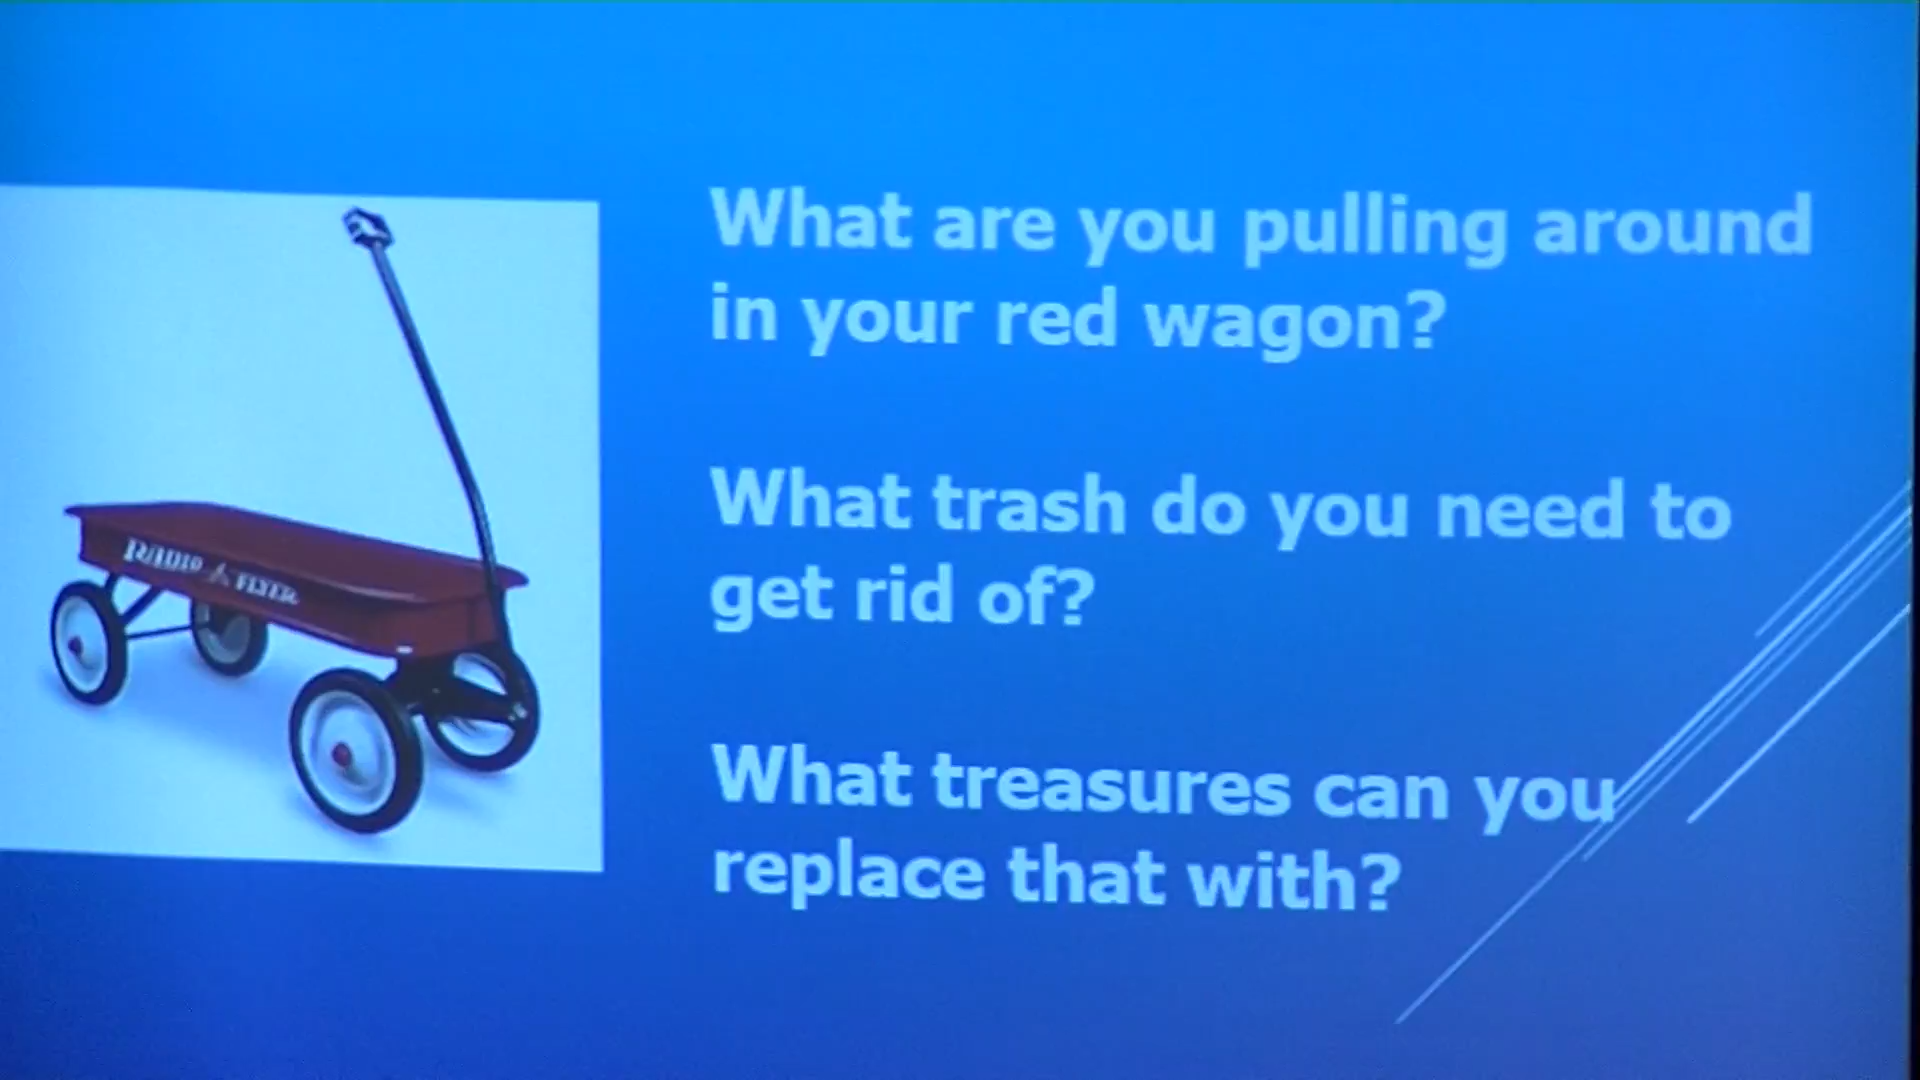 What are you pulling around
in your red wagon?
What trash do you need to
get rid of?
What treasures can you
replace that with?
RADIO FLYER